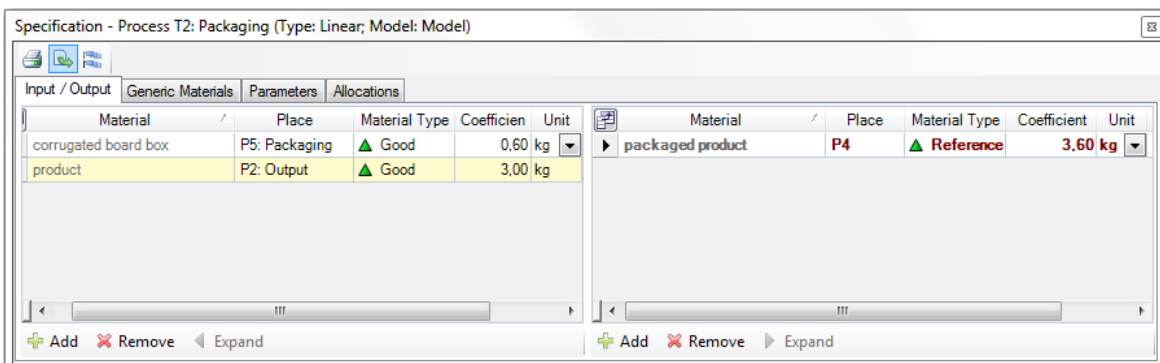 Specification - Process T2: Packaging (Type: Linear; Model: Model)
Input / Output Generic Materials Parameters Allocations
Material Place Material Type Coefficien Unit Material Place Material Type Coefficient Unit
corrugated board box P5: Packaging Good 0,60 kg packaged product P4 Reference 3,60 kg
product P2: Output Good 3,00 kg
Add Remove Expand Add Remove Expand